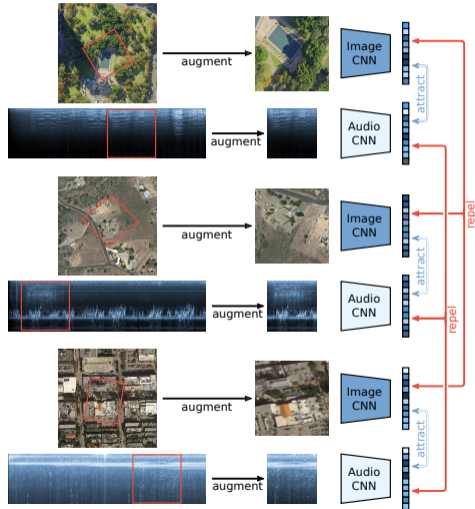 augment
Image
CNN
attract
augment
Audio
CNN
repel
augment
Image
CNN
attract
augment
Audio
CNN
repel
augment
Image
CNN
attract
augment
Audio
CNN